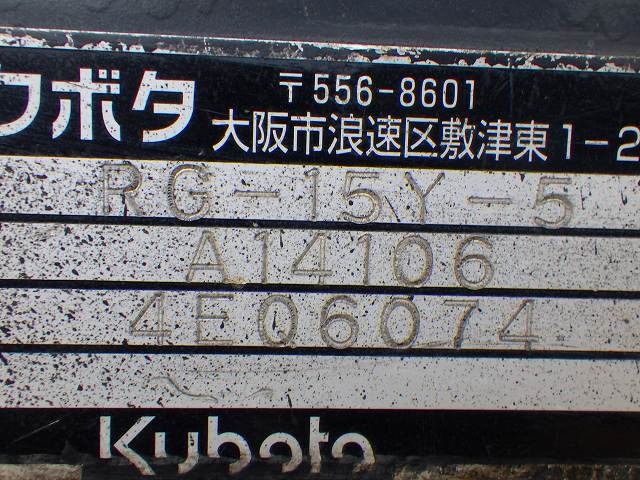 クボタ
〒556-8601
大阪市浪速区敷津東1-2
RG-15Y-5
A14106
4E06074
Kubota